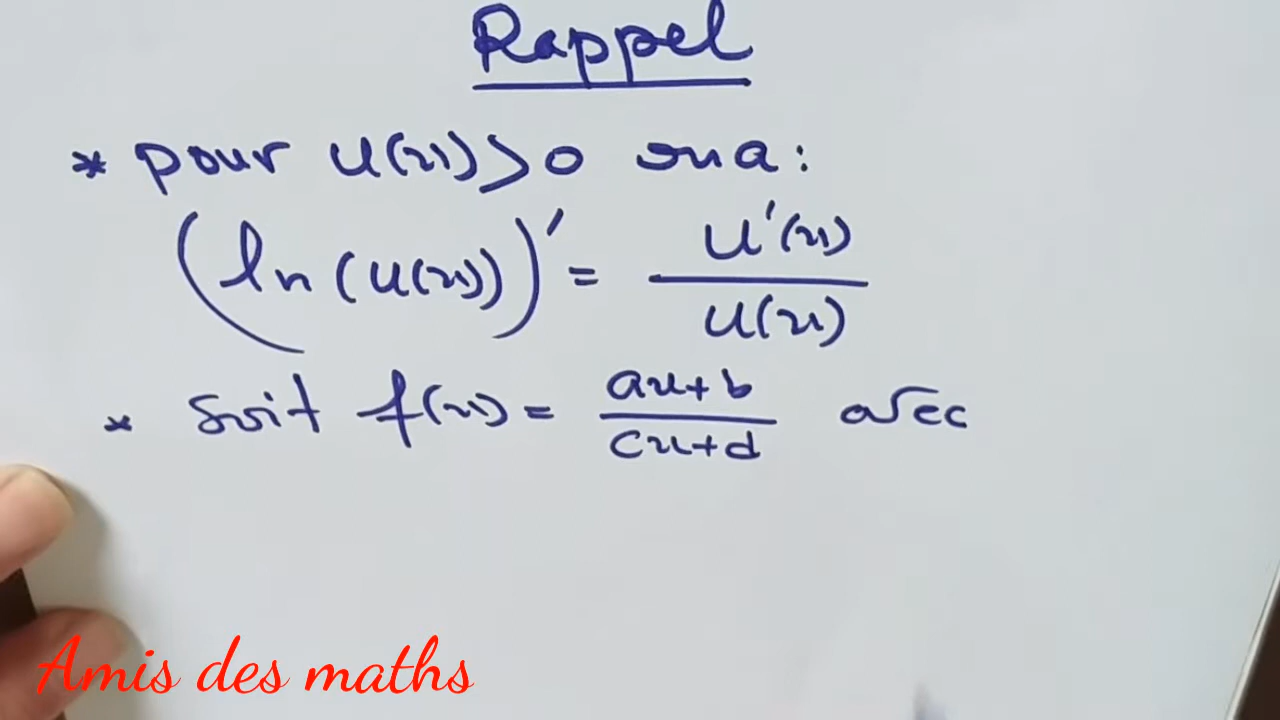 Rappel
* pour u(x)>0 on a :
(ln(u(x)))' = u'(x)/u(x)
* soit f(x) = ax+b/cx+d avec
Amis des maths